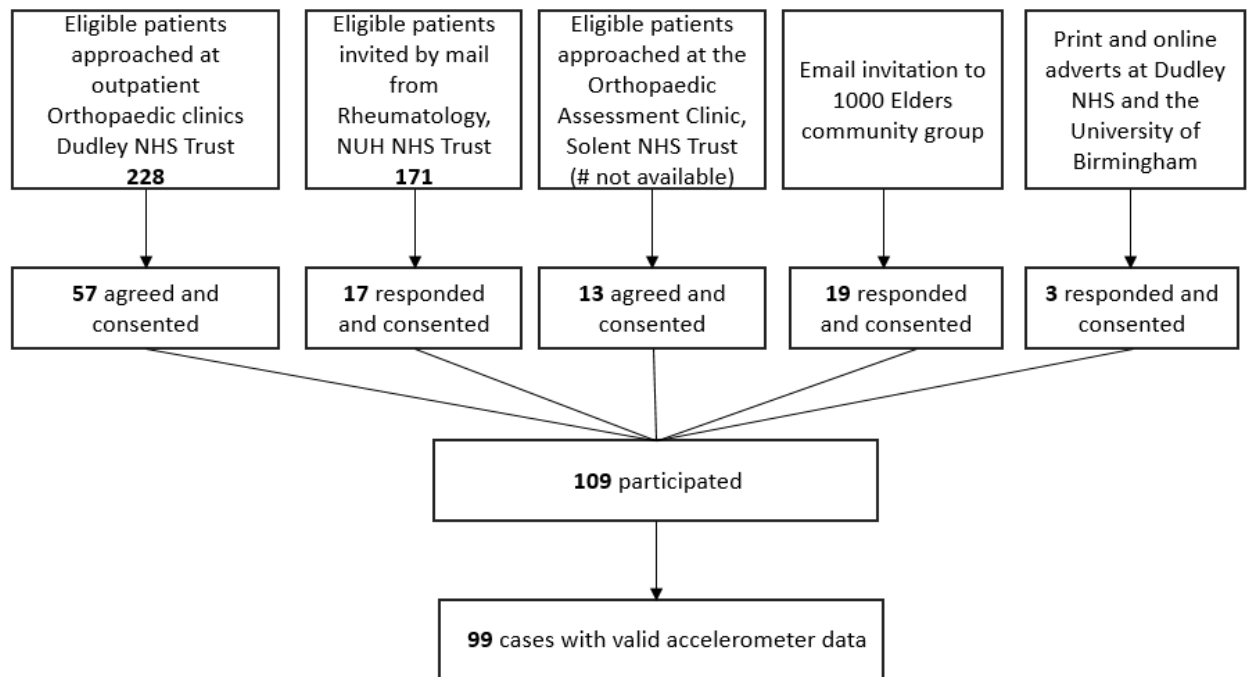 Eligible patients
approached at
outpatient
Orthopaedic clinics
Dudley NHS Trust
228
Eligible patients
invited by mail
from
Rheumatology,
NUH NHS Trust
171
Eligible patients
approached at the
Orthopaedic
Assessment Clinic,
Solent NHS Trust
(# not available)
Email invitation to
1000 Elders
community group
Print and online
adverts at Dudley
NHS and the
University of
Birmingham
57 agreed and
consented
17 responded
and consented
13 agreed and
consented
19 responded
and consented
3 responded and
consented
109 participated
99 cases with valid accelerometer data